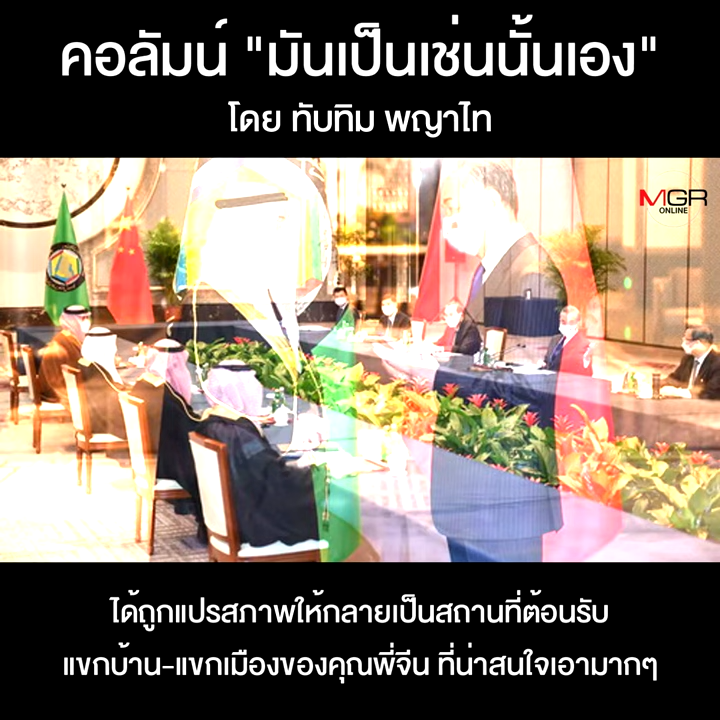 คอลัมน์ "มันเป็นเช่นนั้นเอง"
โดย ทับทิม พญาไท
MGR
ONLINE
ได้ถูกแปรสภาพให้กลายเป็นสถานที่ต้อนรับ
แขกบ้าน-แขกเมืองของคุณพี่จีน ที่น่าสนใจเอามากๆ